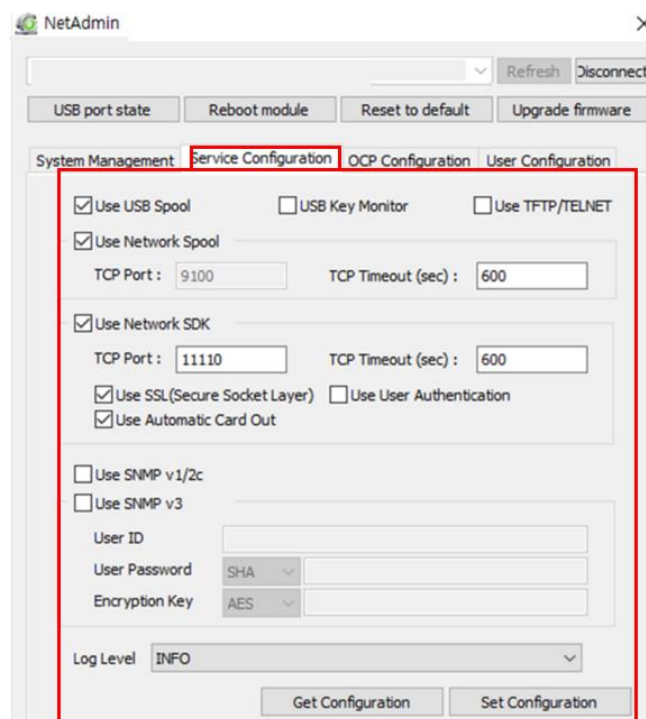 NetAdmin
Refresh Disconnect
USB port state Reboot module Reset to default Upgrade firmware
System Management Service Configuration OCP Configuration User Configuration
Use USB Spool USB Key Monitor Use TFTP/TELNET
Use Network Spool
TCP Port : 9100 TCP Timeout (sec) : 600
Use Network SDK
TCP Port : 11110 TCP Timeout (sec) : 600
Use SSL(Secure Socket Layer) Use User Authentication
Use Automatic Card Out
Use SNMP v1/2c
Use SNMP v3
User ID
User Password SHA
Encryption Key AES
Log Level INFO
Get Configuration Set Configuration